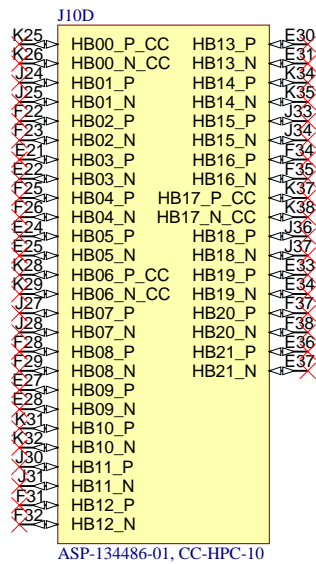 J10D
K25 HB00_P_CC HB13_P E30
K26 HB00_N_CC HB13_N E31
J24 HB01_P HB14_P K34
J25 HB01_N HB14_N K35
F22 HB02_P HB15_P J33
F23 HB02_N HB15_N J34
E21 HB03_P HB16_P F34
E22 HB03_N HB16_N F35
F25 HB04_P HB17_P_CC K37
F26 HB04_N HB17_N_CC K38
E24 HB05_P HB18_P J36
E25 HB05_N HB18_N J37
K28 HB06_P_CC HB19_P E33
K29 HB06_N_CC HB19_N E34
J27 HB07_P HB20_P F37
J28 HB07_N HB20_N F38
F28 HB08_P HB21_P E36
F29 HB08_N HB21_N E37
E27 HB09_P
E28 HB09_N
K31 HB10_P
K32 HB10_N
J30 HB11_P
J31 HB11_N
F31 HB12_P
F32 HB12_N
ASP-134486-01, CC-HPC-10